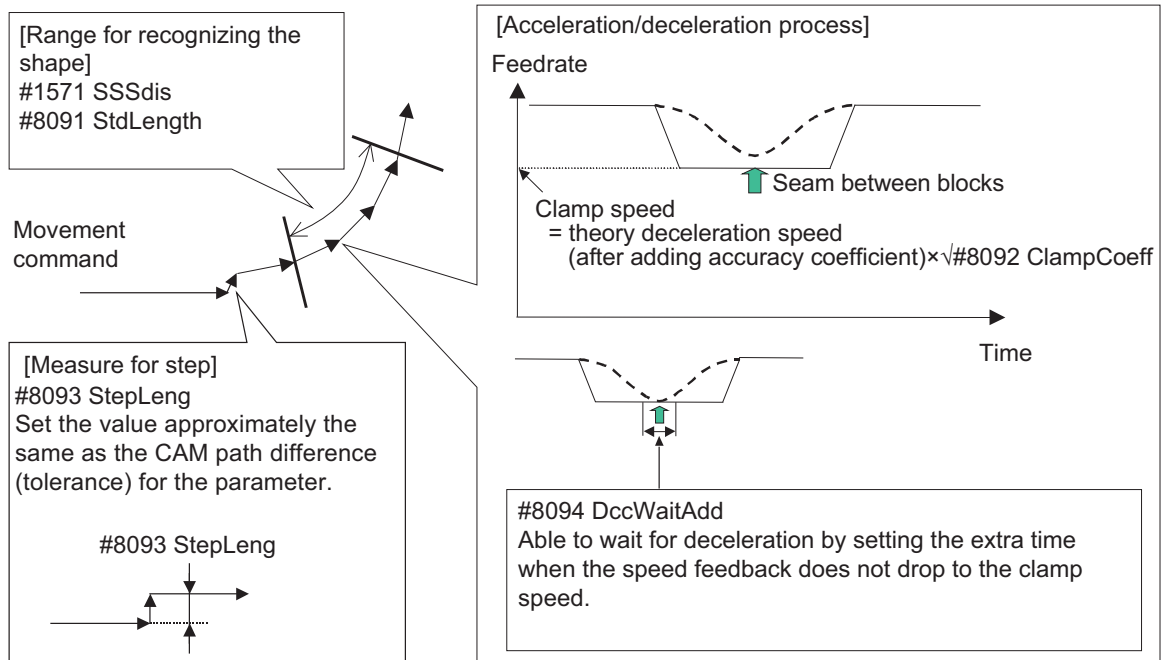 [Range for recognizing the
shape]
#1571 SSSdis
#8091 StdLength
Movement
command
[Measure for step]
#8093 StepLeng
Set the value approximately the
same as the CAM path difference
(tolerance) for the parameter.
#8093 StepLeng
[Acceleration/deceleration process]
Feedrate
Seam between blocks
Clamp speed
= theory deceleration speed
(after adding accuracy coefficient)×√#8092 ClampCoeff
Time
#8094 DccWaitAdd
Able to wait for deceleration by setting the extra time
when the speed feedback does not drop to the clamp
speed.